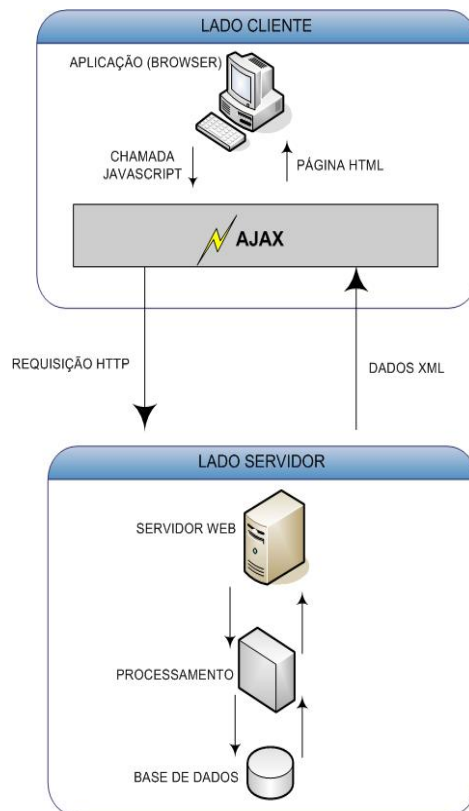 LADO CLIENTE
APLICAÇÃO (BROWSER)
CHAMADA
JAVASCRIPT
PÁGINA HTML
AJAX
REQUISIÇÃO HTTP
DADOS XML
LADO SERVIDOR
SERVIDOR WEB
PROCESSAMENTO
BASE DE DADOS